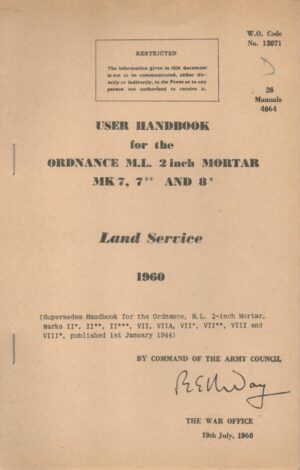 W.O. Code
No. 13071
RESTRICTED
The information given in this document
is not to be communicated, either dir-
ectly or indirectly, to the Press or to any
person not authorised to receive it.
26
Manuals
4064
USER HANDBOOK
for the
ORDNANCE M.L. 2 inch MORTAR
MK 7, 7** AND 8*
Land Service
1960
(Supersedes Handbook for the Ordnance, M.L. 2-inch Mortar,
Marks II*, II**, II***, VII, VIIA, VII*, VII**, VIII and
VIII*, published 1st January 1944)
BY COMMAND OF THE ARMY COUNCIL
THE WAR OFFICE
19th July, 1960